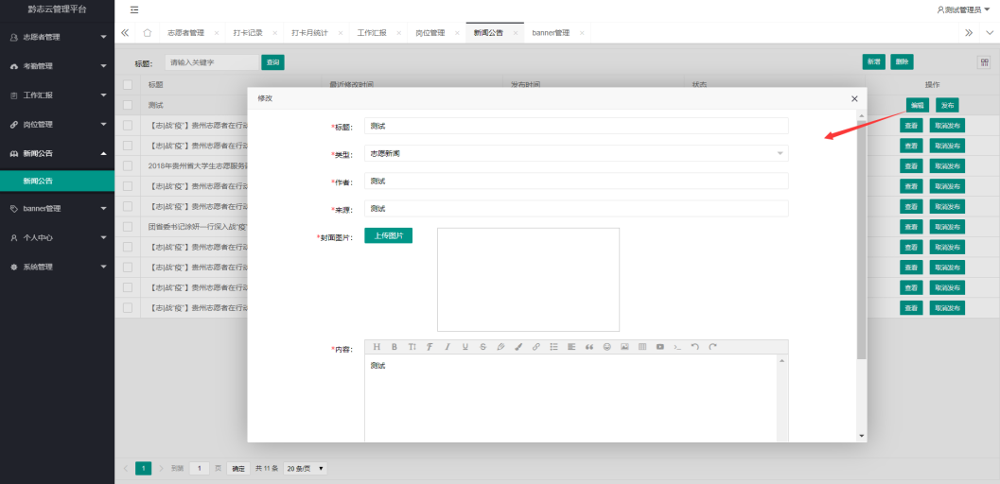 黔志云管理平台
测试管理员
志愿者管理
考勤管理
工作汇报
岗位管理
新闻公告
新闻公告
banner管理
个人中心
系统管理
志愿者管理 × 打卡记录 × 打卡月统计 × 工作汇报 × 岗位管理 × 新闻公告 × banner管理 ×
标题: 请输入关键字 查询 新增 删除
标题 最近修改时间 发布时间 状态 操作
测试 编辑 发布
【志|战"疫"】贵州志愿者在行动 查看 取消发布
【志|战"疫"】贵州志愿者在行动 查看 取消发布
2018年贵州省大学生志愿服务 查看 取消发布
【志|战"疫"】贵州志愿者在行动 查看 取消发布
【志|战"疫"】贵州志愿者在行动 查看 取消发布
团省委书记涂妍一行深入战"疫" 查看 取消发布
【志|战"疫"】贵州志愿者在行动 查看 取消发布
【志|战"疫"】贵州志愿者在行动 查看 取消发布
【志|战"疫"】贵州志愿者在行动 查看 取消发布
【志|战"疫"】贵州志愿者在行动 查看 取消发布
修改
*标题: 测试
*类型: 志愿新闻
*作者: 测试
*来源: 测试
*封面图片: 上传图片
*内容:
测试
1 到第 1 页 确定 共 11 条 20 条/页